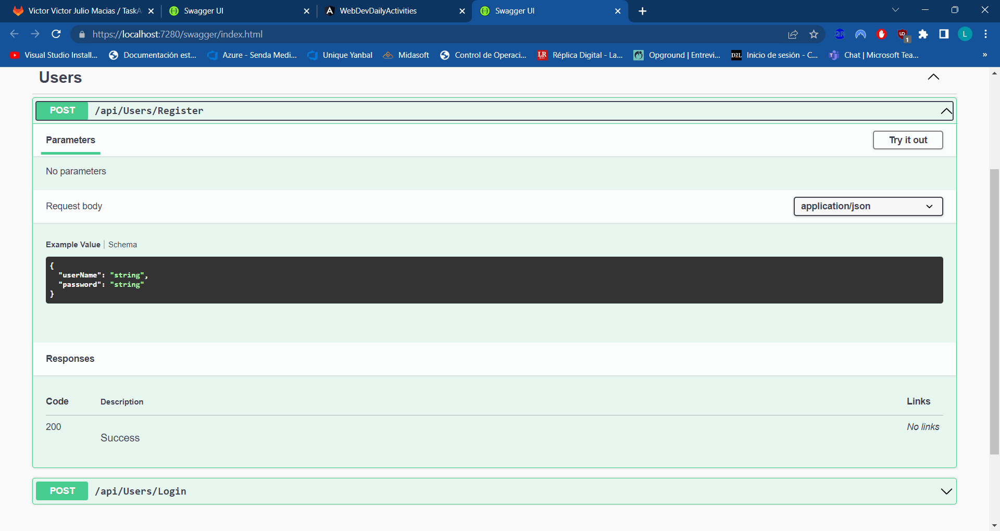 Victor Victor Julio Macias / TaskA
Swagger UI
WebDevDailyActivities
Swagger UI
https://localhost:7280/swagger/index.html
1
L
Visual Studio Install...
Documentación est...
Azure - Senda Medi...
Unique Yanbal
Midasoft
Control de Operaci...
LR
Réplica Digital - La...
Opground | Entrevi...
D2L
Inicio de sesión - C...
Chat | Microsoft Tea...
»
Users
POST /api/Users/Register
Parameters
Try it out
No parameters
Request body
application/json
Example Value | Schema
{
"userName": "string",
"password": "string"
}
Responses
Code Description Links
200 No links
Success
POST /api/Users/Login